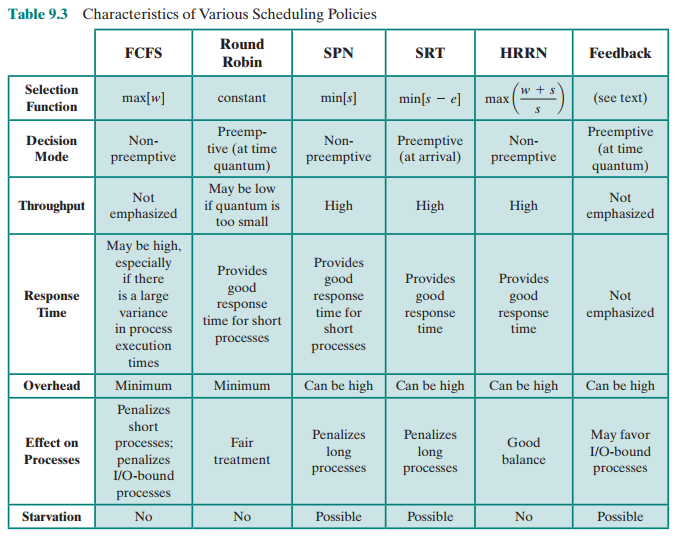 Table 9.3 Characteristics of Various Scheduling Policies
FCFS
Round
Robin
SPN
SRT
HRRN
Feedback
Selection
Function
max[w]
constant
min[s]
min[s − e]
max((w + s)/s)
(see text)
Decision
Mode
Non-
preemptive
Preemp-
tive (at time
quantum)
Non-
preemptive
Preemptive
(at arrival)
Non-
preemptive
Preemptive
(at time
quantum)
Throughput
Not
emphasized
May be low
if quantum is
too small
High
High
High
Not
emphasized
Response
Time
May be high,
especially
if there
is a large
variance
in process
execution
times
Provides
good
response
time for short
processes
Provides
good
response
time for
short
processes
Provides
good
response
time
Provides
good
response
time
Not
emphasized
Overhead
Minimum
Minimum
Can be high
Can be high
Can be high
Can be high
Effect on
Processes
Penalizes
short
processes;
penalizes
I/O-bound
processes
Fair
treatment
Penalizes
long
processes
Penalizes
long
processes
Good
balance
May favor
I/O-bound
processes
Starvation
No
No
Possible
Possible
No
Possible